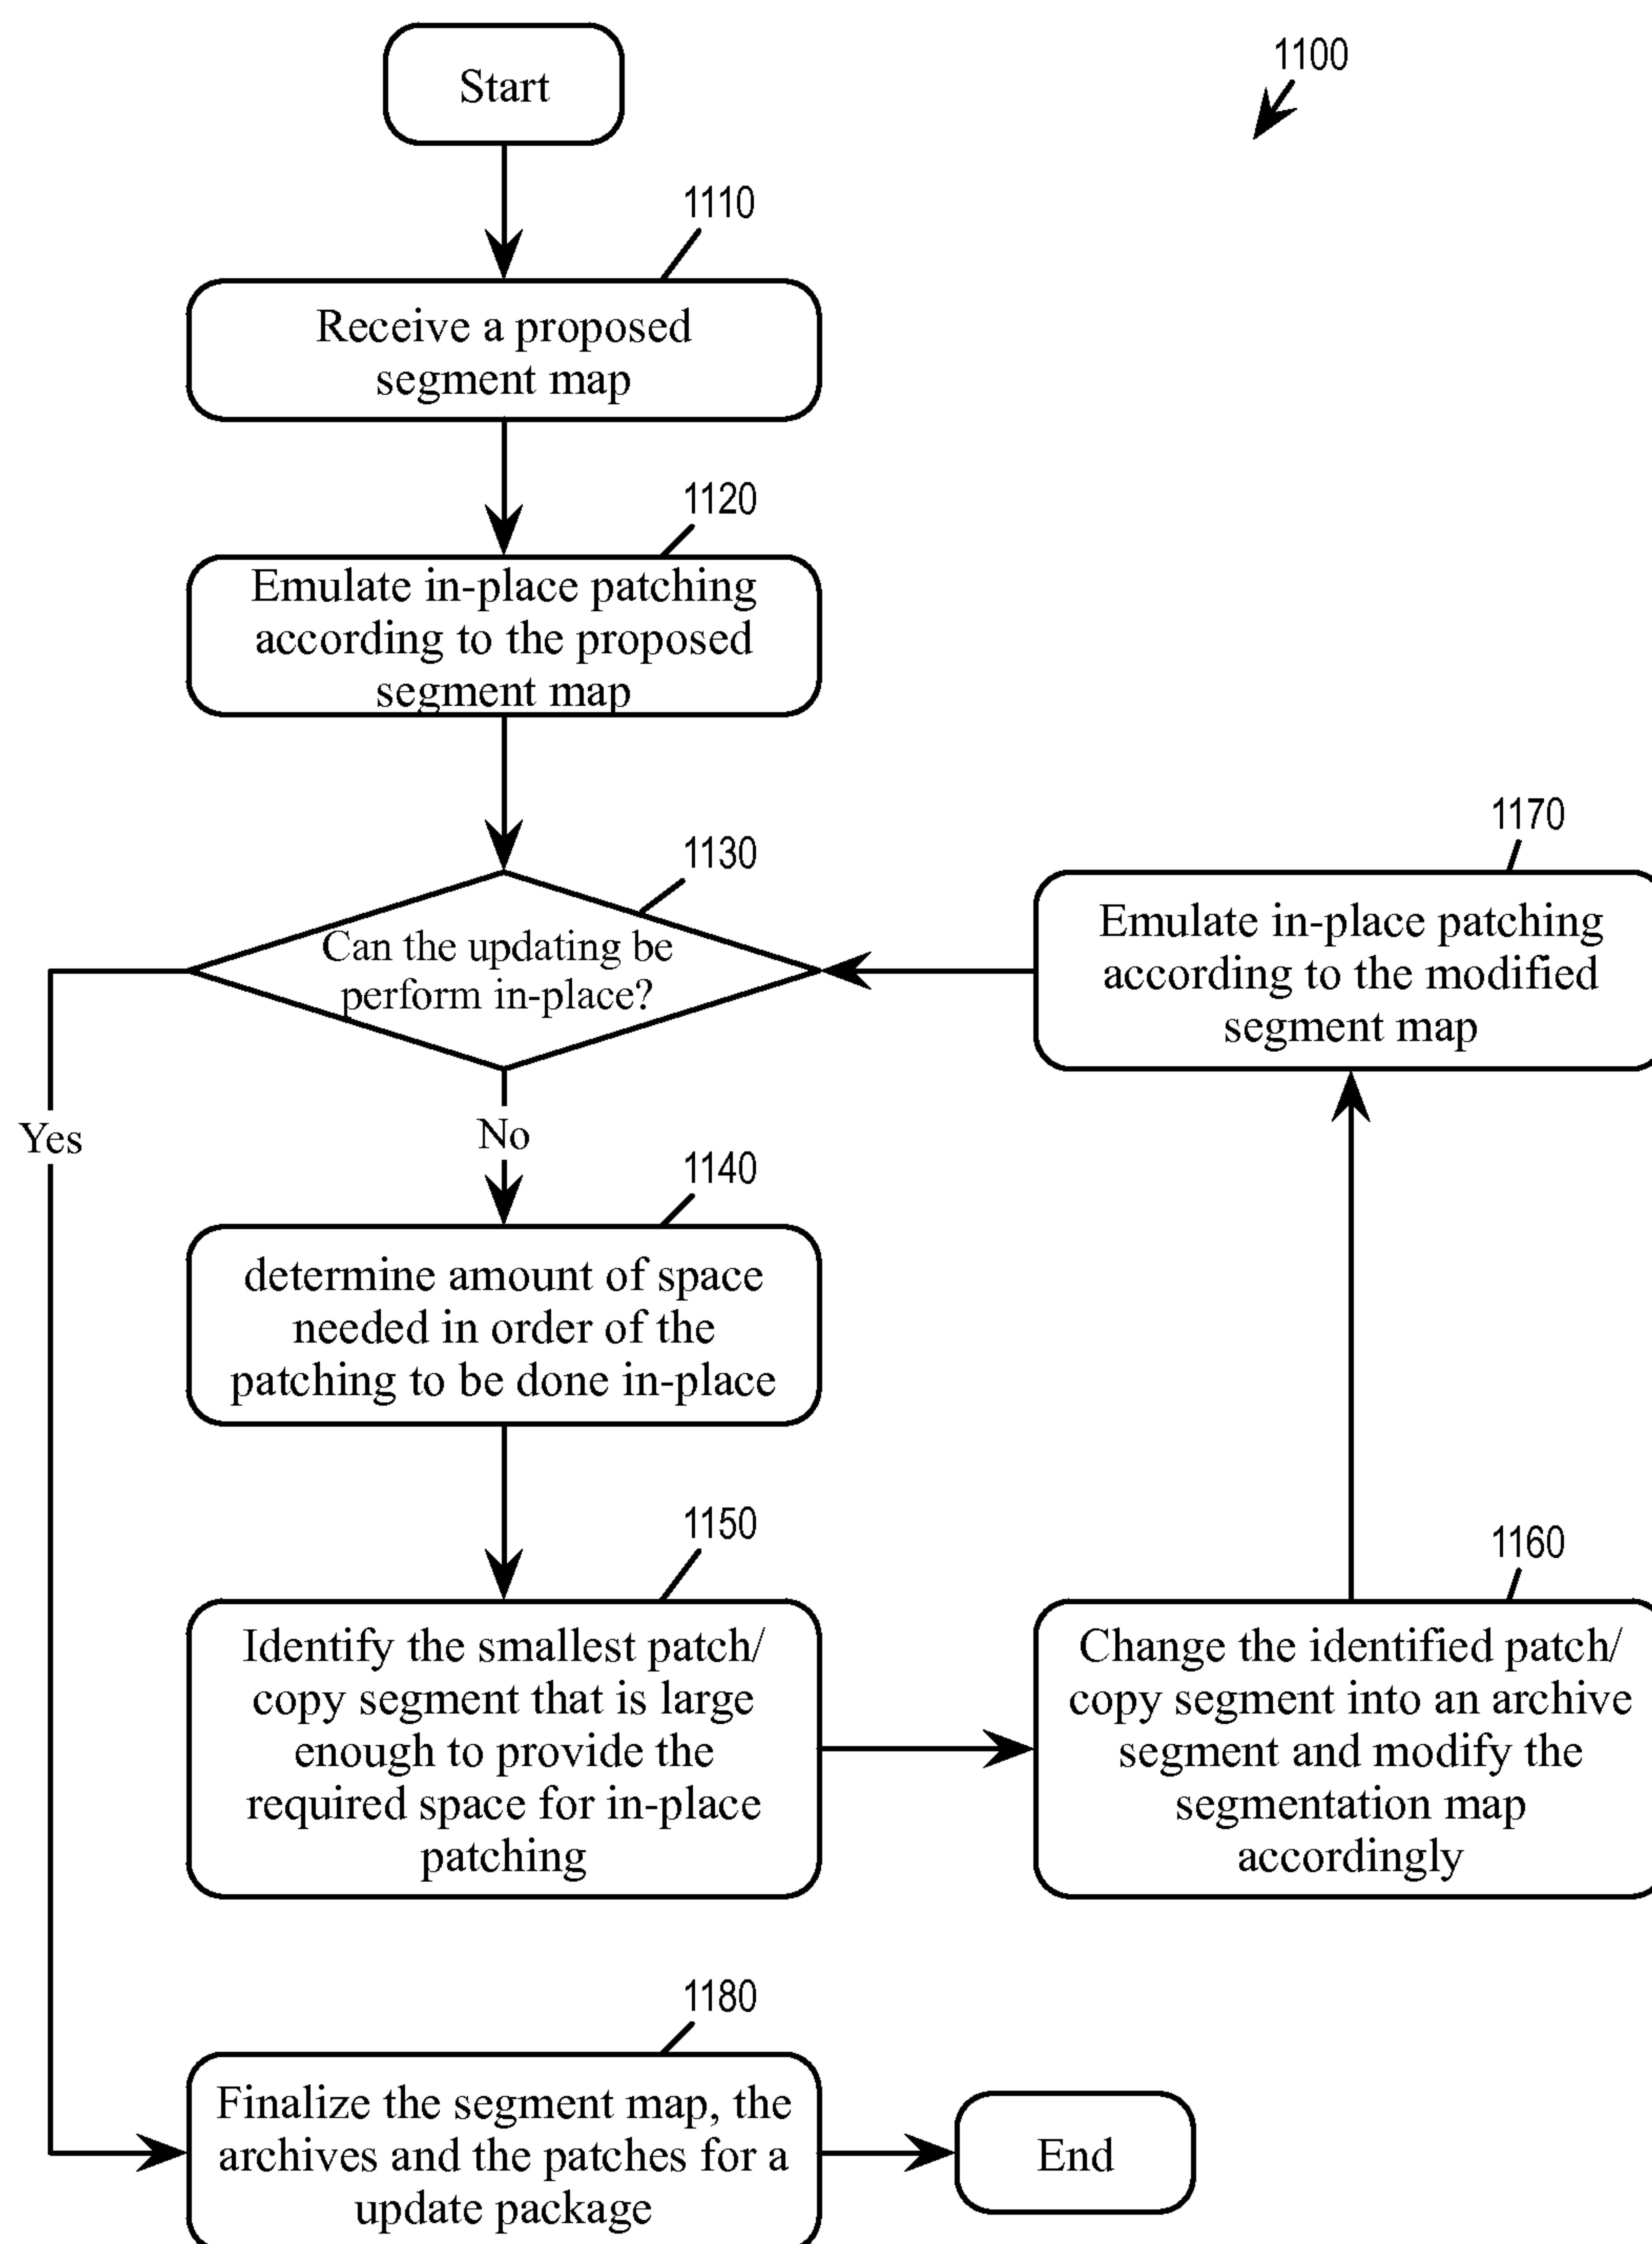 Start
1100
1110
Receive a proposed
segment map
1120
Emulate in-place patching
according to the proposed
segment map
1130
Can the updating be
perform in-place?
1170
Emulate in-place patching
according to the modified
segment map
Yes
No
1140
determine amount of space
needed in order of the
patching to be done in-place
1150
Identify the smallest patch/
copy segment that is large
enough to provide the
required space for in-place
patching
1160
Change the identified patch/
copy segment into an archive
segment and modify the
segmentation map
accordingly
1180
Finalize the segment map, the
archives and the patches for a
update package
End